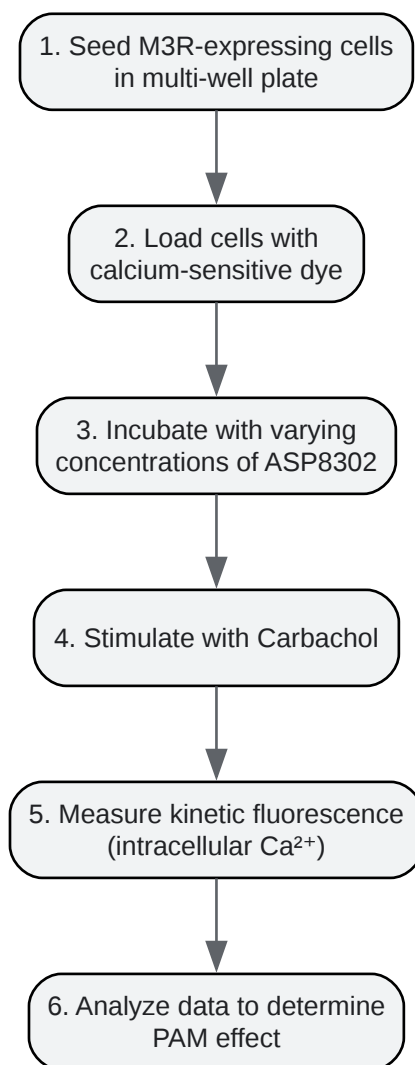 1. Seed M3R-expressing cells
in multi-well plate
2. Load cells with
calcium-sensitive dye
3. Incubate with varying
concentrations of ASP8302
4. Stimulate with Carbachol
5. Measure kinetic fluorescence
(intracellular Ca²⁺)
6. Analyze data to determine
PAM effect